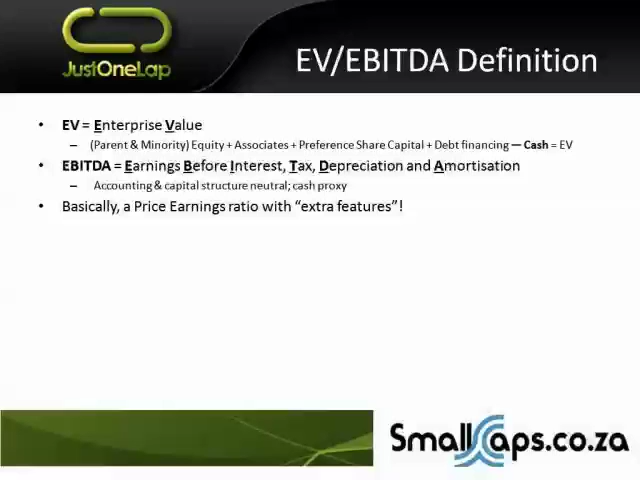 JustOneLap
EV/EBITDA Definition
• EV = Enterprise Value
– (Parent & Minority) Equity + Associates + Preference Share Capital + Debt financing — Cash = EV
• EBITDA = Earnings Before Interest, Tax, Depreciation and Amortisation
– Accounting & capital structure neutral; cash proxy
• Basically, a Price Earnings ratio with “extra features”!
SmallCaps.co.za